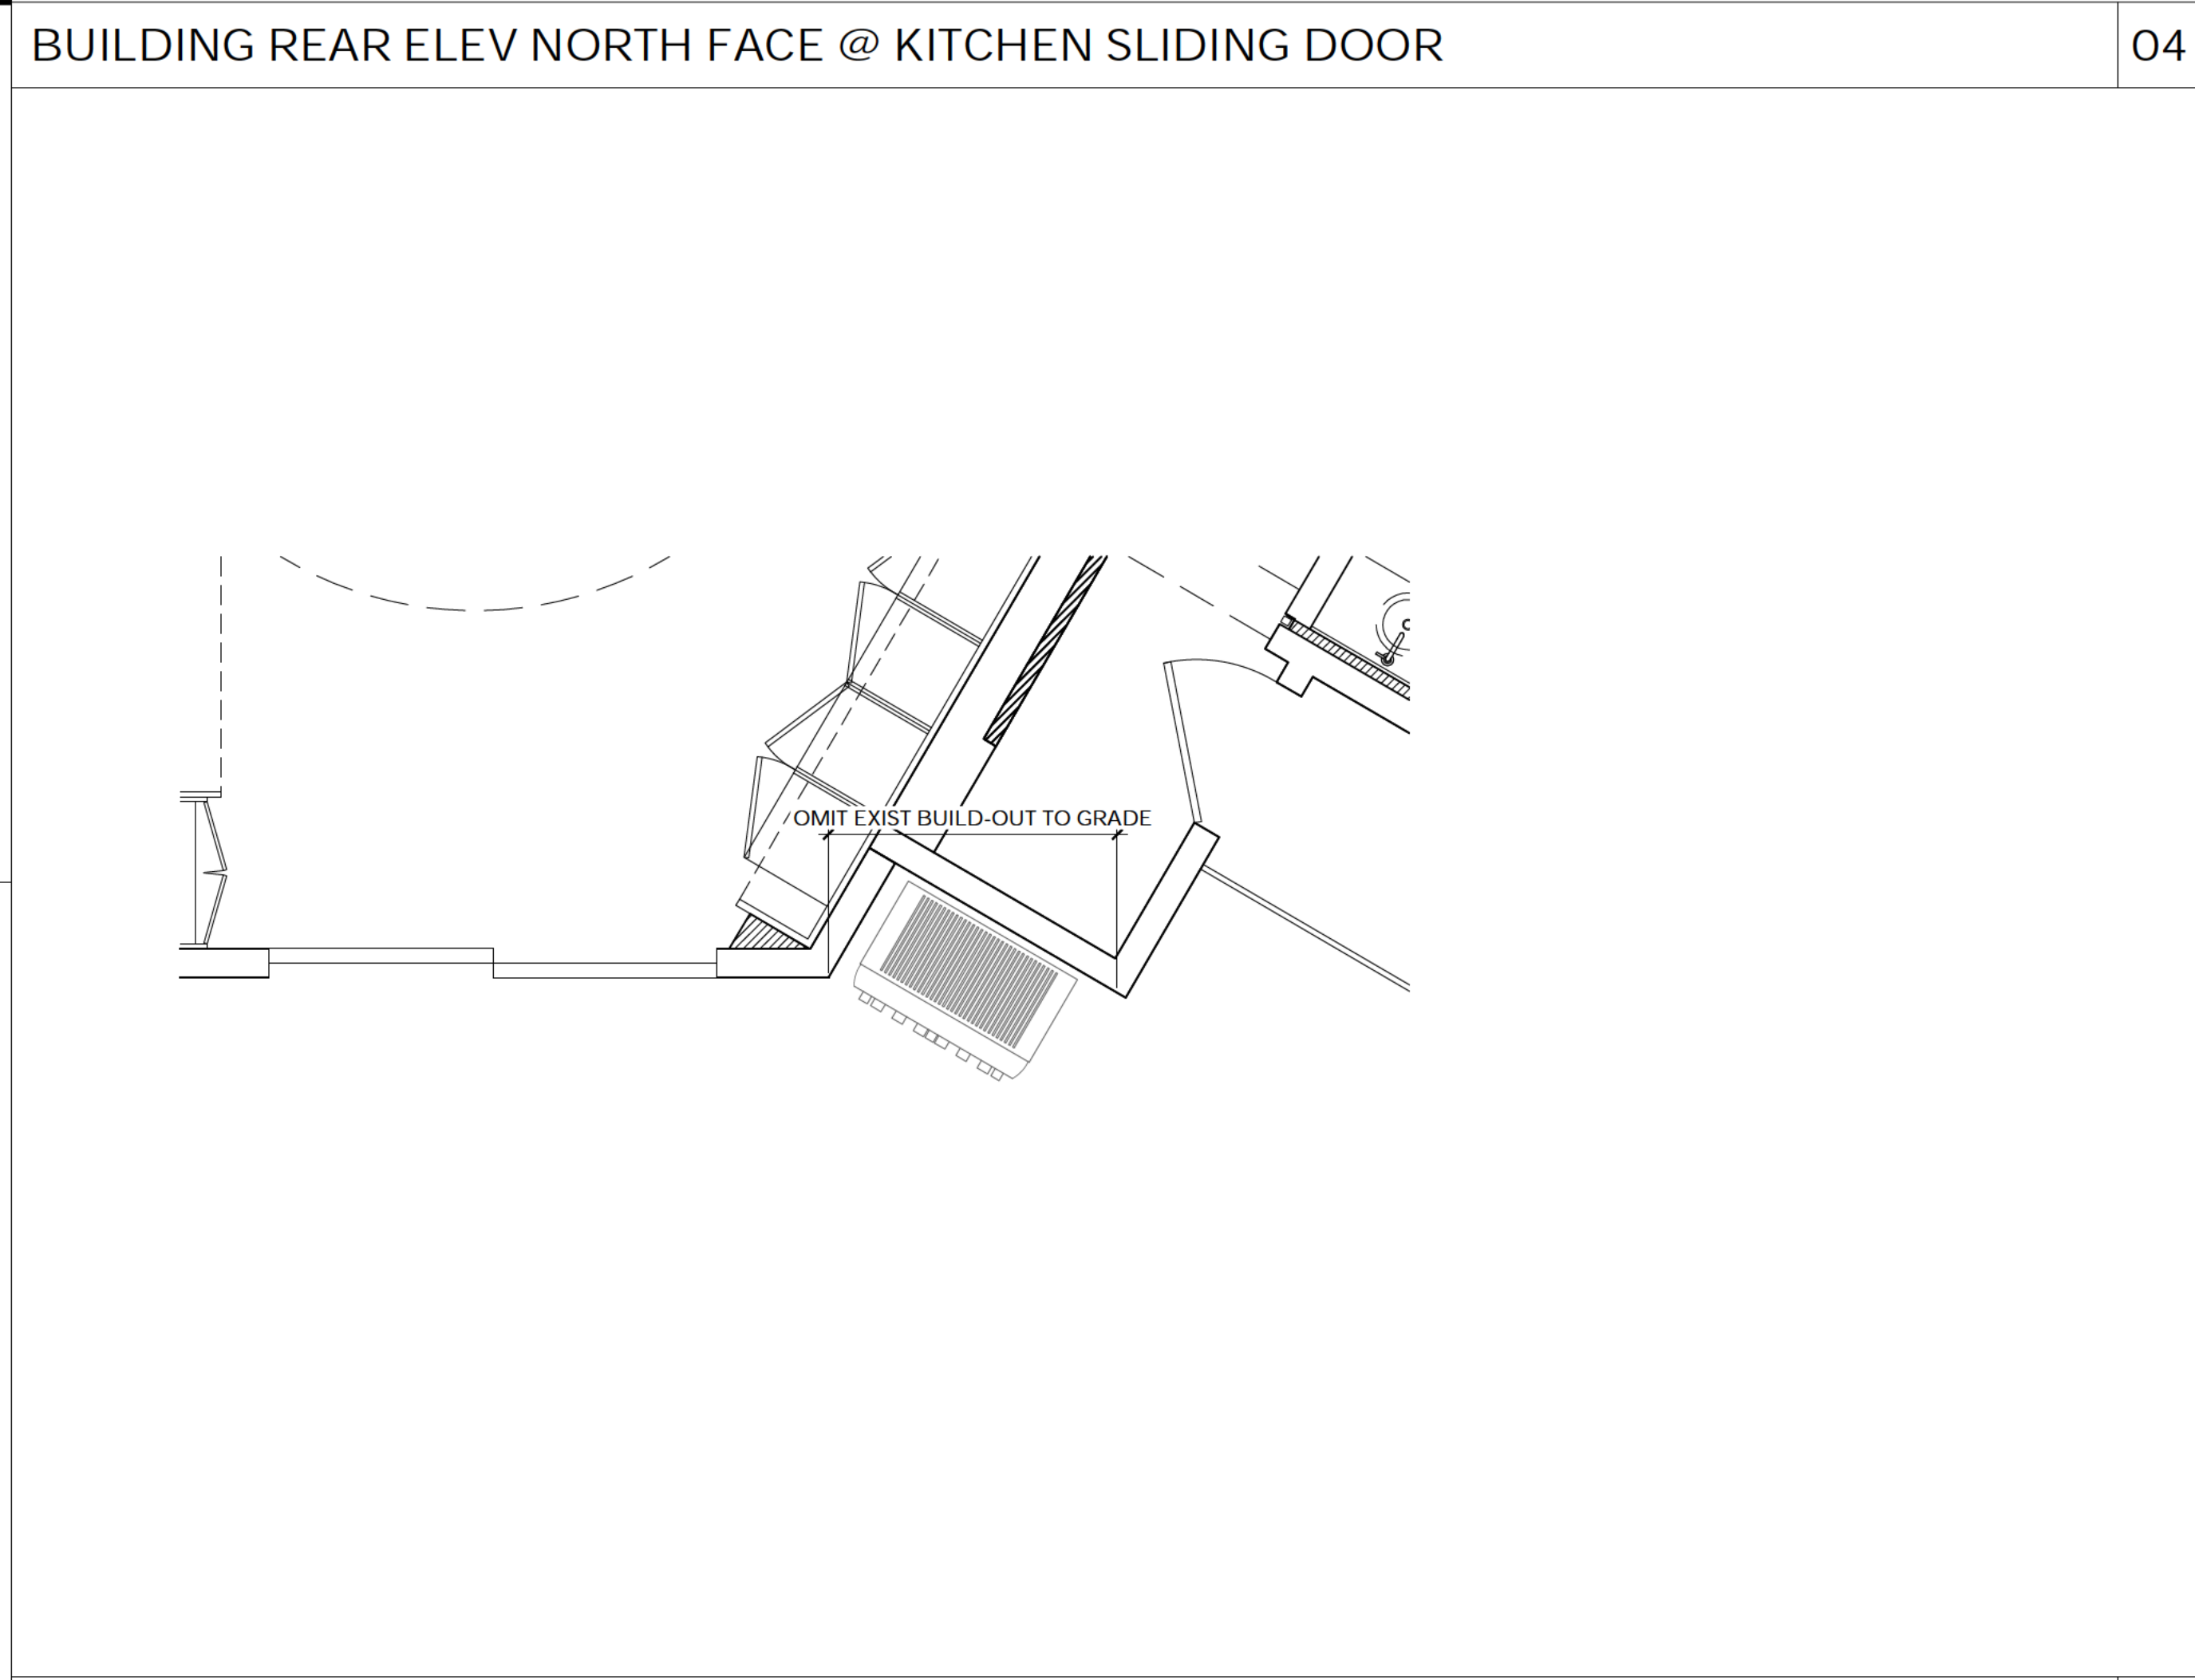 BUILDING REAR ELEV NORTH FACE @ KITCHEN SLIDING DOOR
04
OMIT EXIST BUILD-OUT TO GRADE